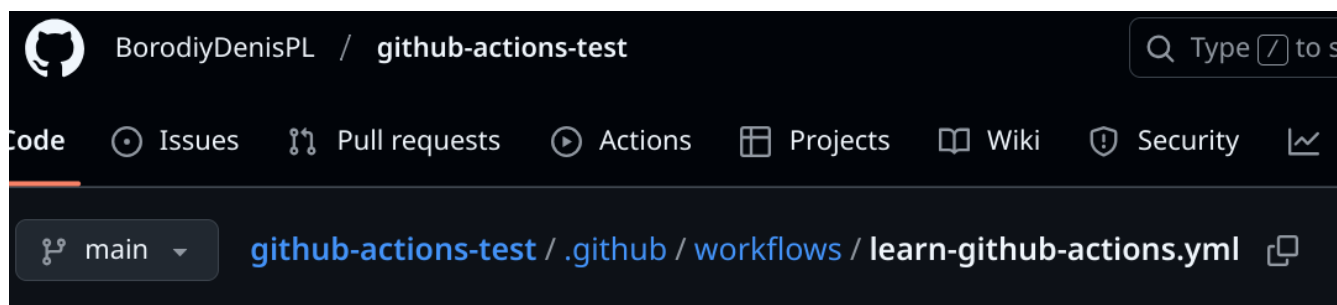 BorodiyDenisPL / github-actions-test Type / to s
Code Issues Pull requests Actions Projects Wiki Security
main github-actions-test / .github / workflows / learn-github-actions.yml